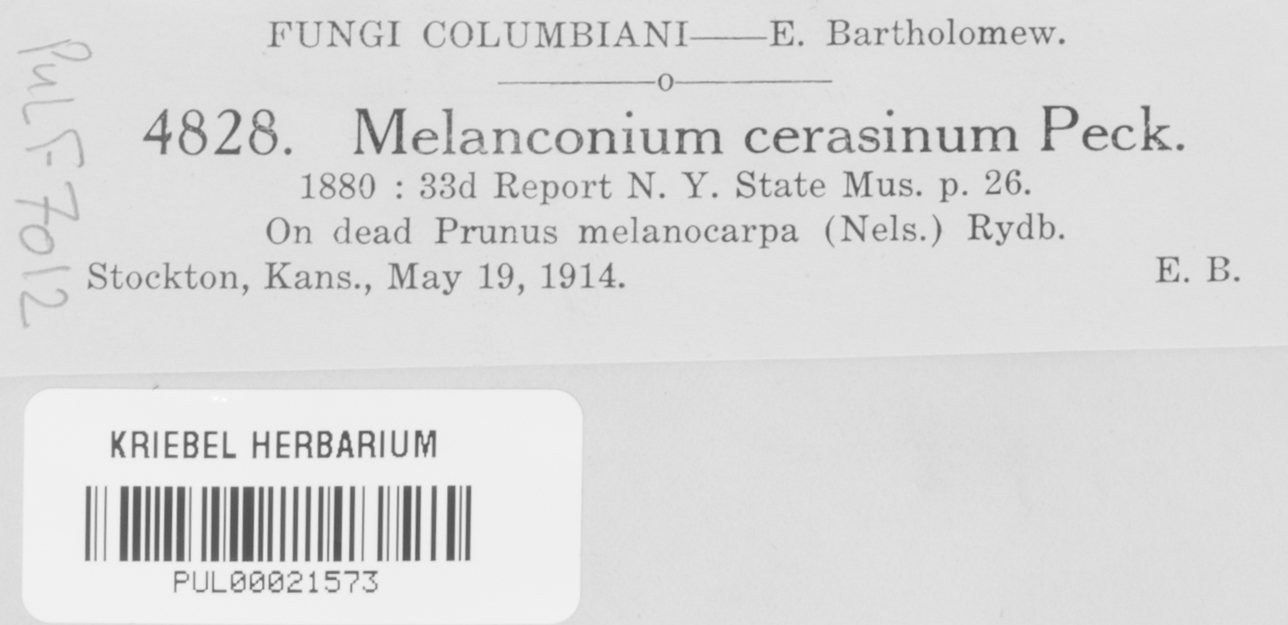 FUNGI COLUMBIANI——E. Bartholomew.
o
4828. Melanconium cerasinum Peck.
1880 : 33d Report N. Y. State Mus. p. 26.
On dead Prunus melanocarpa (Nels.) Rydb.
Stockton, Kans., May 19, 1914. E. B.
PUL F-7012
KRIEBEL HERBARIUM
PUL00021573